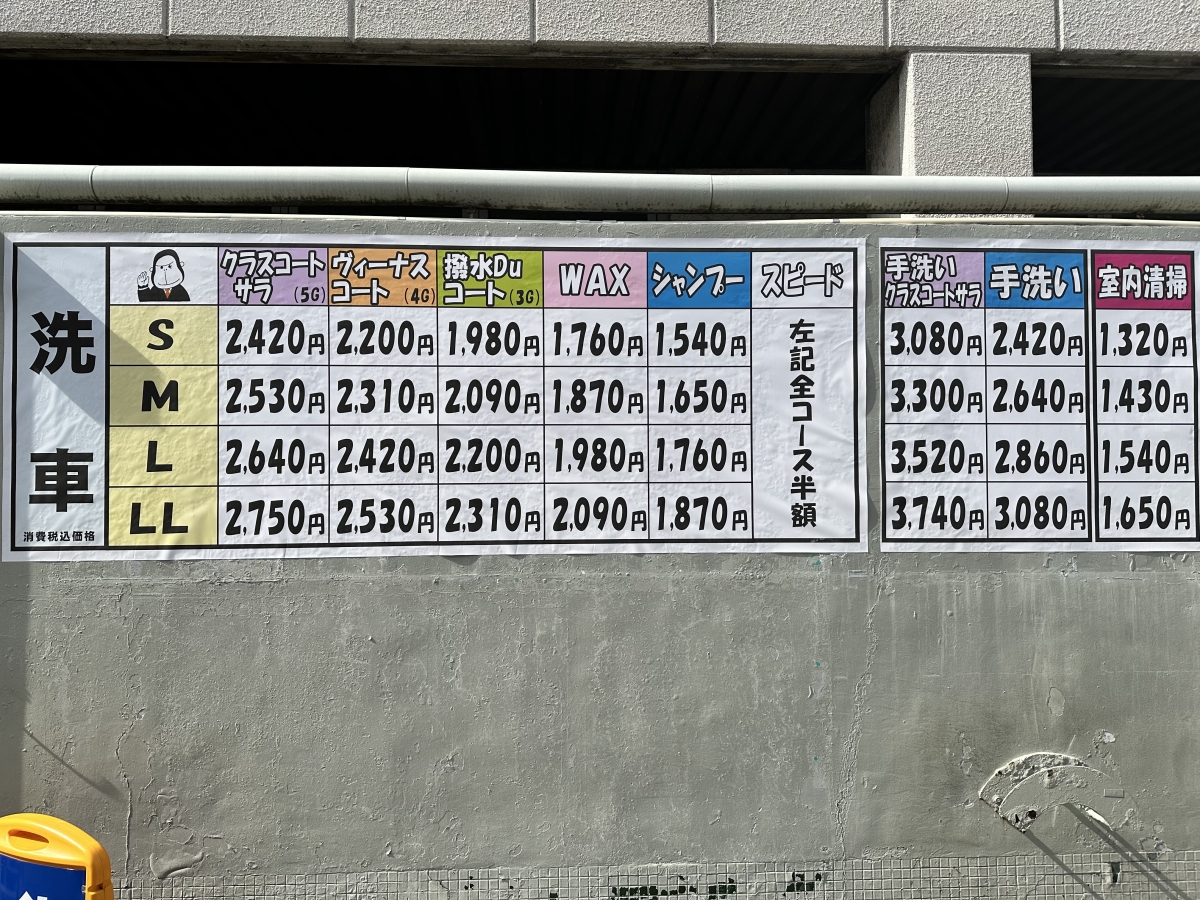 洗車
消費税込価格
クラスコートサラ (5G) ヴィーナスコート (4G) 撥水Duコート (3G) WAX シャンプー スピード
S 2,420円 2,200円 1,980円 1,760円 1,540円
M 2,530円 2,310円 2,090円 1,870円 1,650円
L 2,640円 2,420円 2,200円 1,980円 1,760円
LL 2,750円 2,530円 2,310円 2,090円 1,870円
左記全コース半額
手洗いクラスコートサラ 手洗い 室内清掃
3,080円 2,420円 1,320円
3,300円 2,640円 1,430円
3,520円 2,860円 1,540円
3,740円 3,080円 1,650円